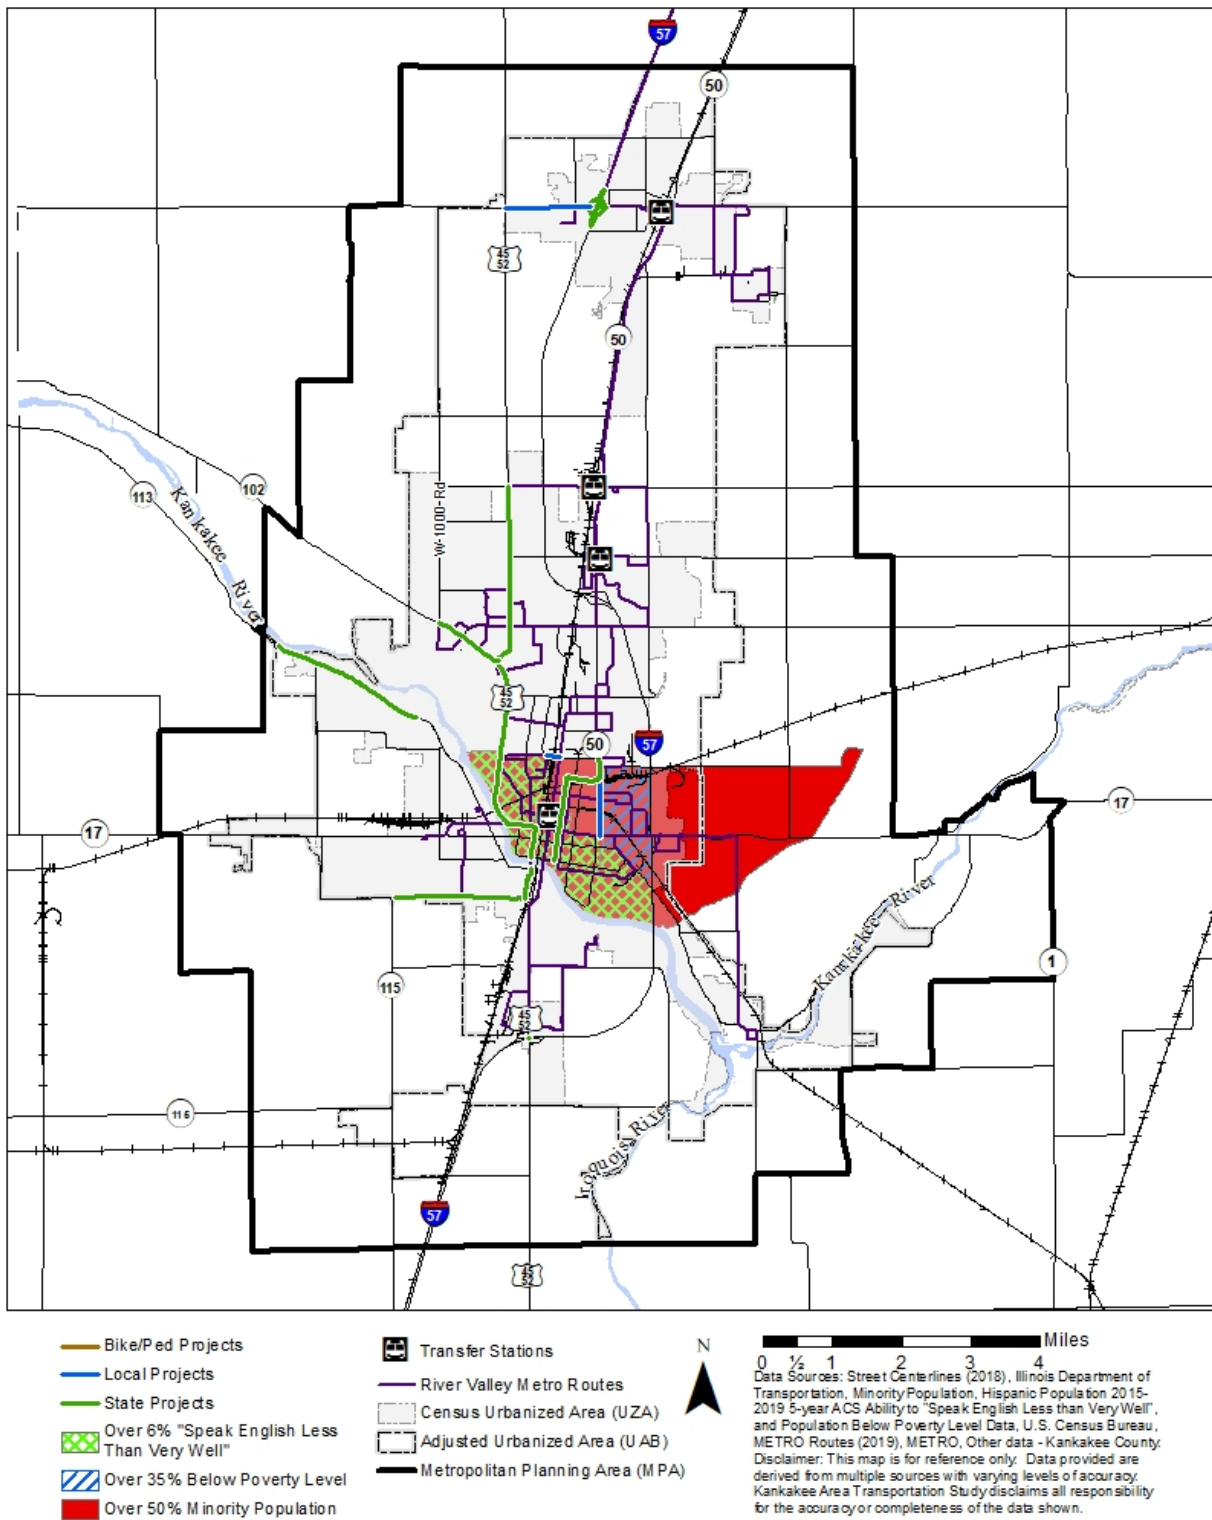 57
50
45
52
50
W-1000-Rd
102
113
Kankakee River
45
52
50
57
17
17
Kankakee River
1
115
45
52
115
Iroquois River
57
45
52
Bike/Ped Projects
Local Projects
State Projects
Over 6% "Speak English Less
Than Very Well"
Over 35% Below Poverty Level
Over 50% Minority Population
Transfer Stations
River Valley Metro Routes
Census Urbanized Area (UZA)
Adjusted Urbanized Area (UAB)
Metropolitan Planning Area (MPA)
N
Miles
0 ½ 1 2 3 4
Data Sources: Street Centerlines (2018), Illinois Department of
Transportation, Minority Population, Hispanic Population 2015-
2019 5-year ACS Ability to "Speak English Less than Very Well",
and Population Below Poverty Level Data, U.S. Census Bureau,
METRO Routes (2019), METRO, Other data - Kankakee County.
Disclaimer: This map is for reference only. Data provided are
derived from multiple sources with varying levels of accuracy.
Kankakee Area Transportation Study disclaims all responsibility
for the accuracy or completeness of the data shown.